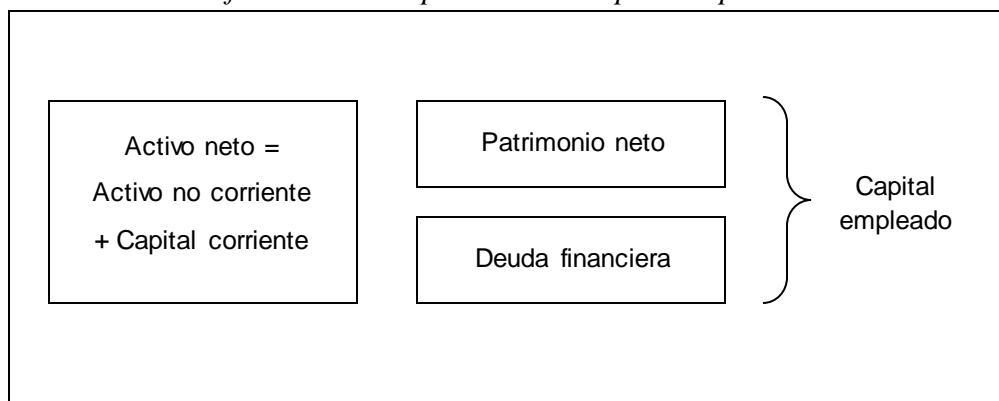 Activo neto =
Activo no corriente
+ Capital corriente
Patrimonio neto
Deuda financiera
Capital
empleado